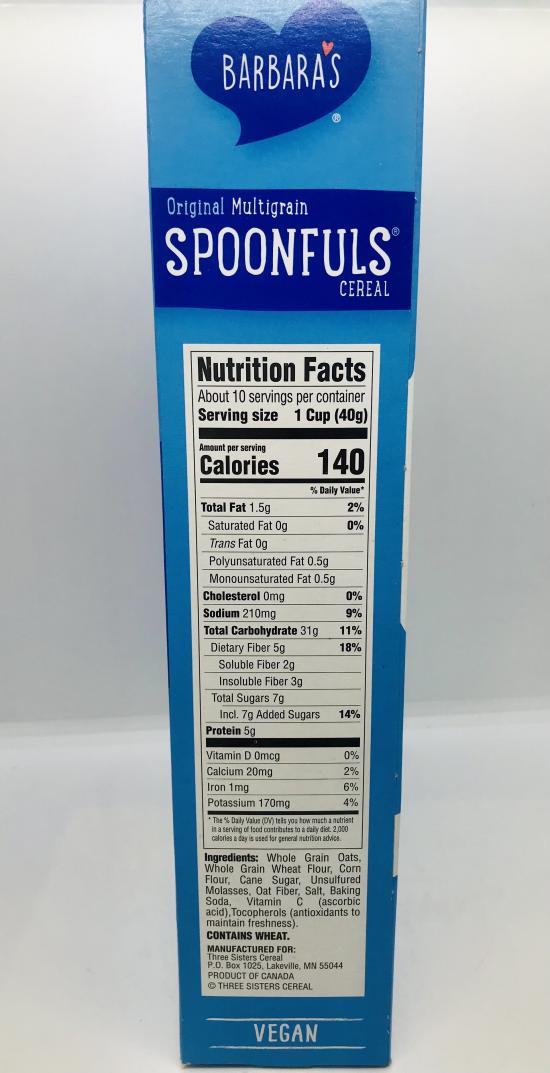 BARBARA'S
®
Original Multigrain
SPOONFULS®
CEREAL
Nutrition Facts
About 10 servings per container
Serving size 1 Cup (40g)
Amount per serving
Calories 140
% Daily Value*
Total Fat 1.5g 2%
Saturated Fat 0g 0%
Trans Fat 0g
Polyunsaturated Fat 0.5g
Monounsaturated Fat 0.5g
Cholesterol 0mg 0%
Sodium 210mg 9%
Total Carbohydrate 31g 11%
Dietary Fiber 5g 18%
Soluble Fiber 2g
Insoluble Fiber 3g
Total Sugars 7g
Incl. 7g Added Sugars 14%
Protein 5g
Vitamin D 0mcg 0%
Calcium 20mg 2%
Iron 1mg 6%
Potassium 170mg 4%
* The % Daily Value (DV) tells you how much a nutrient
in a serving of food contributes to a daily diet. 2,000
calories a day is used for general nutrition advice.
Ingredients: Whole Grain Oats,
Whole Grain Wheat Flour, Corn
Flour, Cane Sugar, Unsulfured
Molasses, Oat Fiber, Salt, Baking
Soda, Vitamin C (ascorbic
acid),Tocopherols (antioxidants to
maintain freshness).
CONTAINS WHEAT.
MANUFACTURED FOR:
Three Sisters Cereal
P.O. Box 1025, Lakeville, MN 55044
PRODUCT OF CANADA
© THREE SISTERS CEREAL
VEGAN